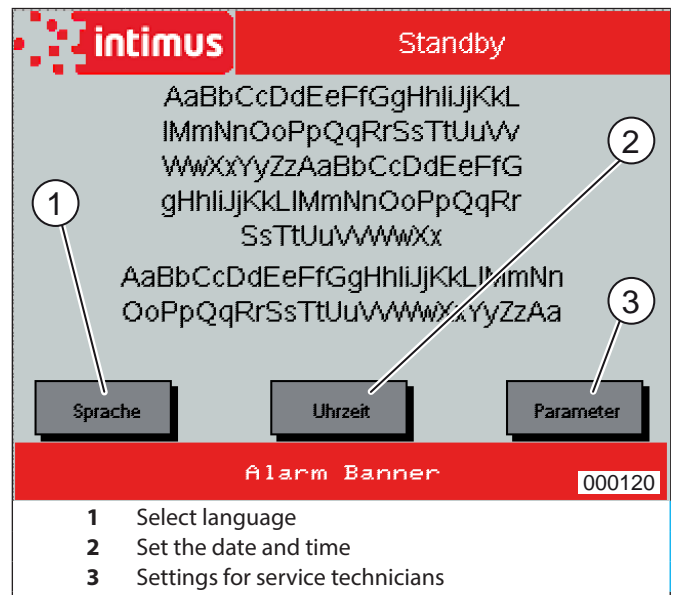 intimus
Standby
AaBbCcDdEeFfGgHhIiJjKkL
lMmNnOoPpQqRrSsTtUuVv
WwXxYyZzAaBbCcDdEeFfG
gHhIiJjKkLlMmNnOoPpQqRr
SsTtUuVvWwXx
AaBbCcDdEeFfGgHhIiJjKkLlMmNn
OoPpQqRrSsTtUuVvWwXxYyZzAa
1
2
3
Sprache
Uhrzeit
Parameter
Alarm Banner
000120
1 Select language
2 Set the date and time
3 Settings for service technicians